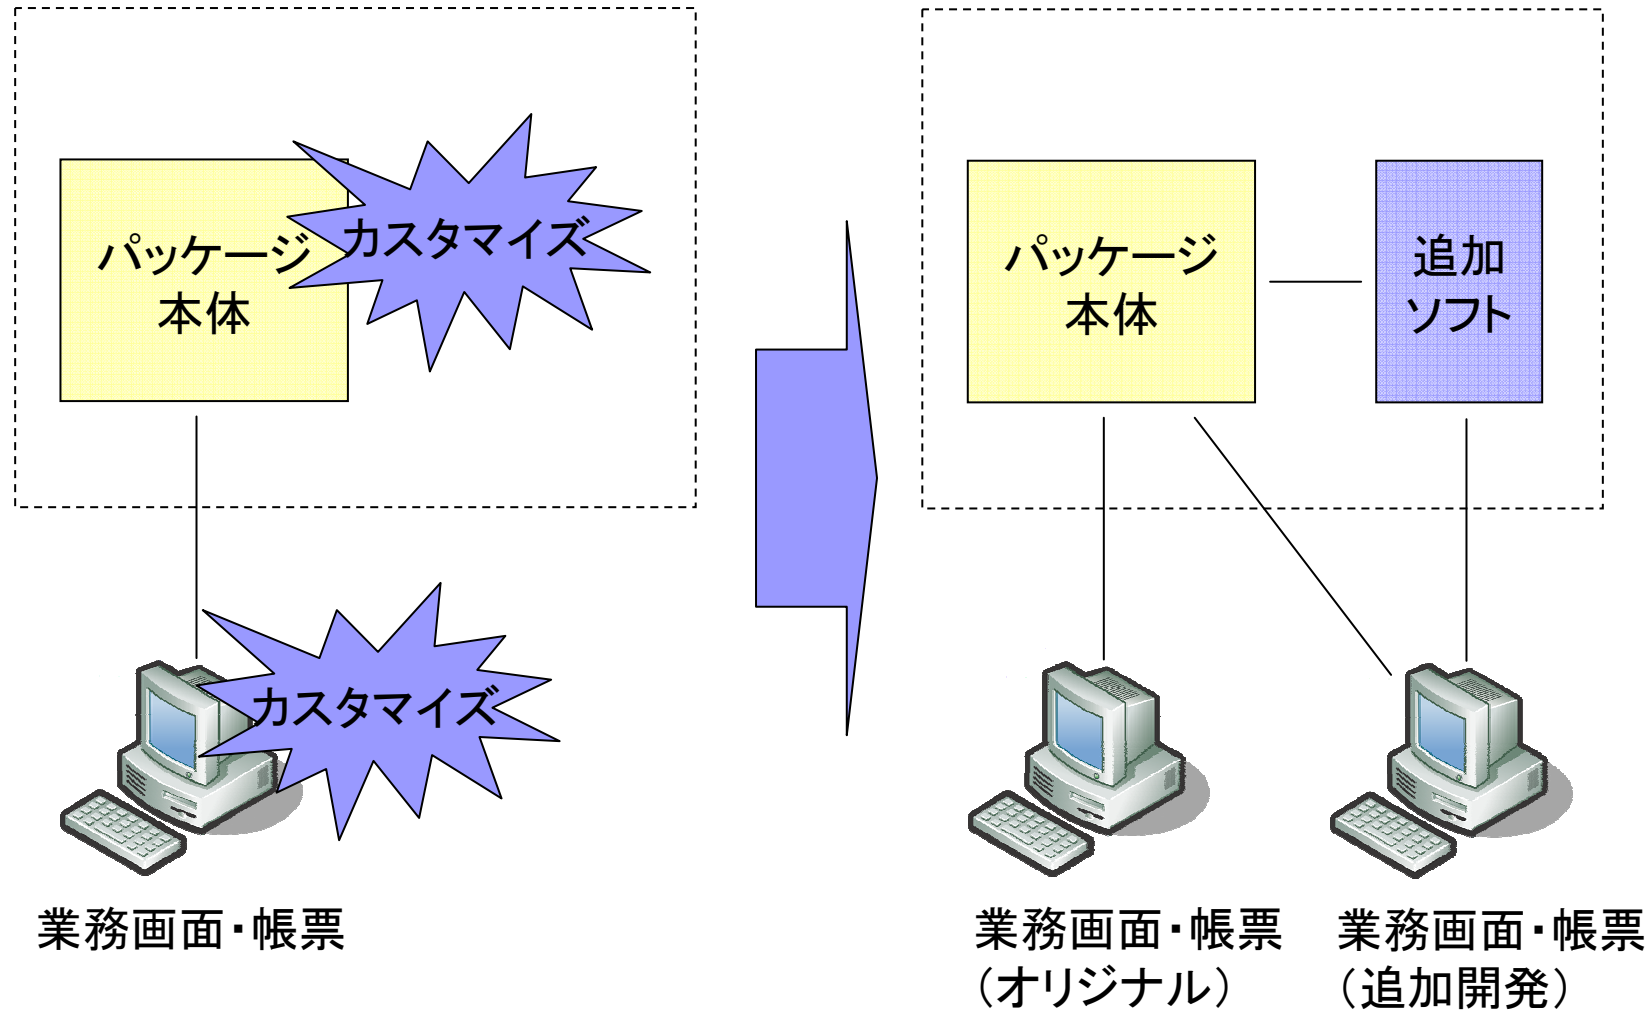 パッケージ
本体
カスタマイズ
カスタマイズ
業務画面・帳票
パッケージ
本体
追加
ソフト
業務画面・帳票
(オリジナル)
業務画面・帳票
(追加開発)